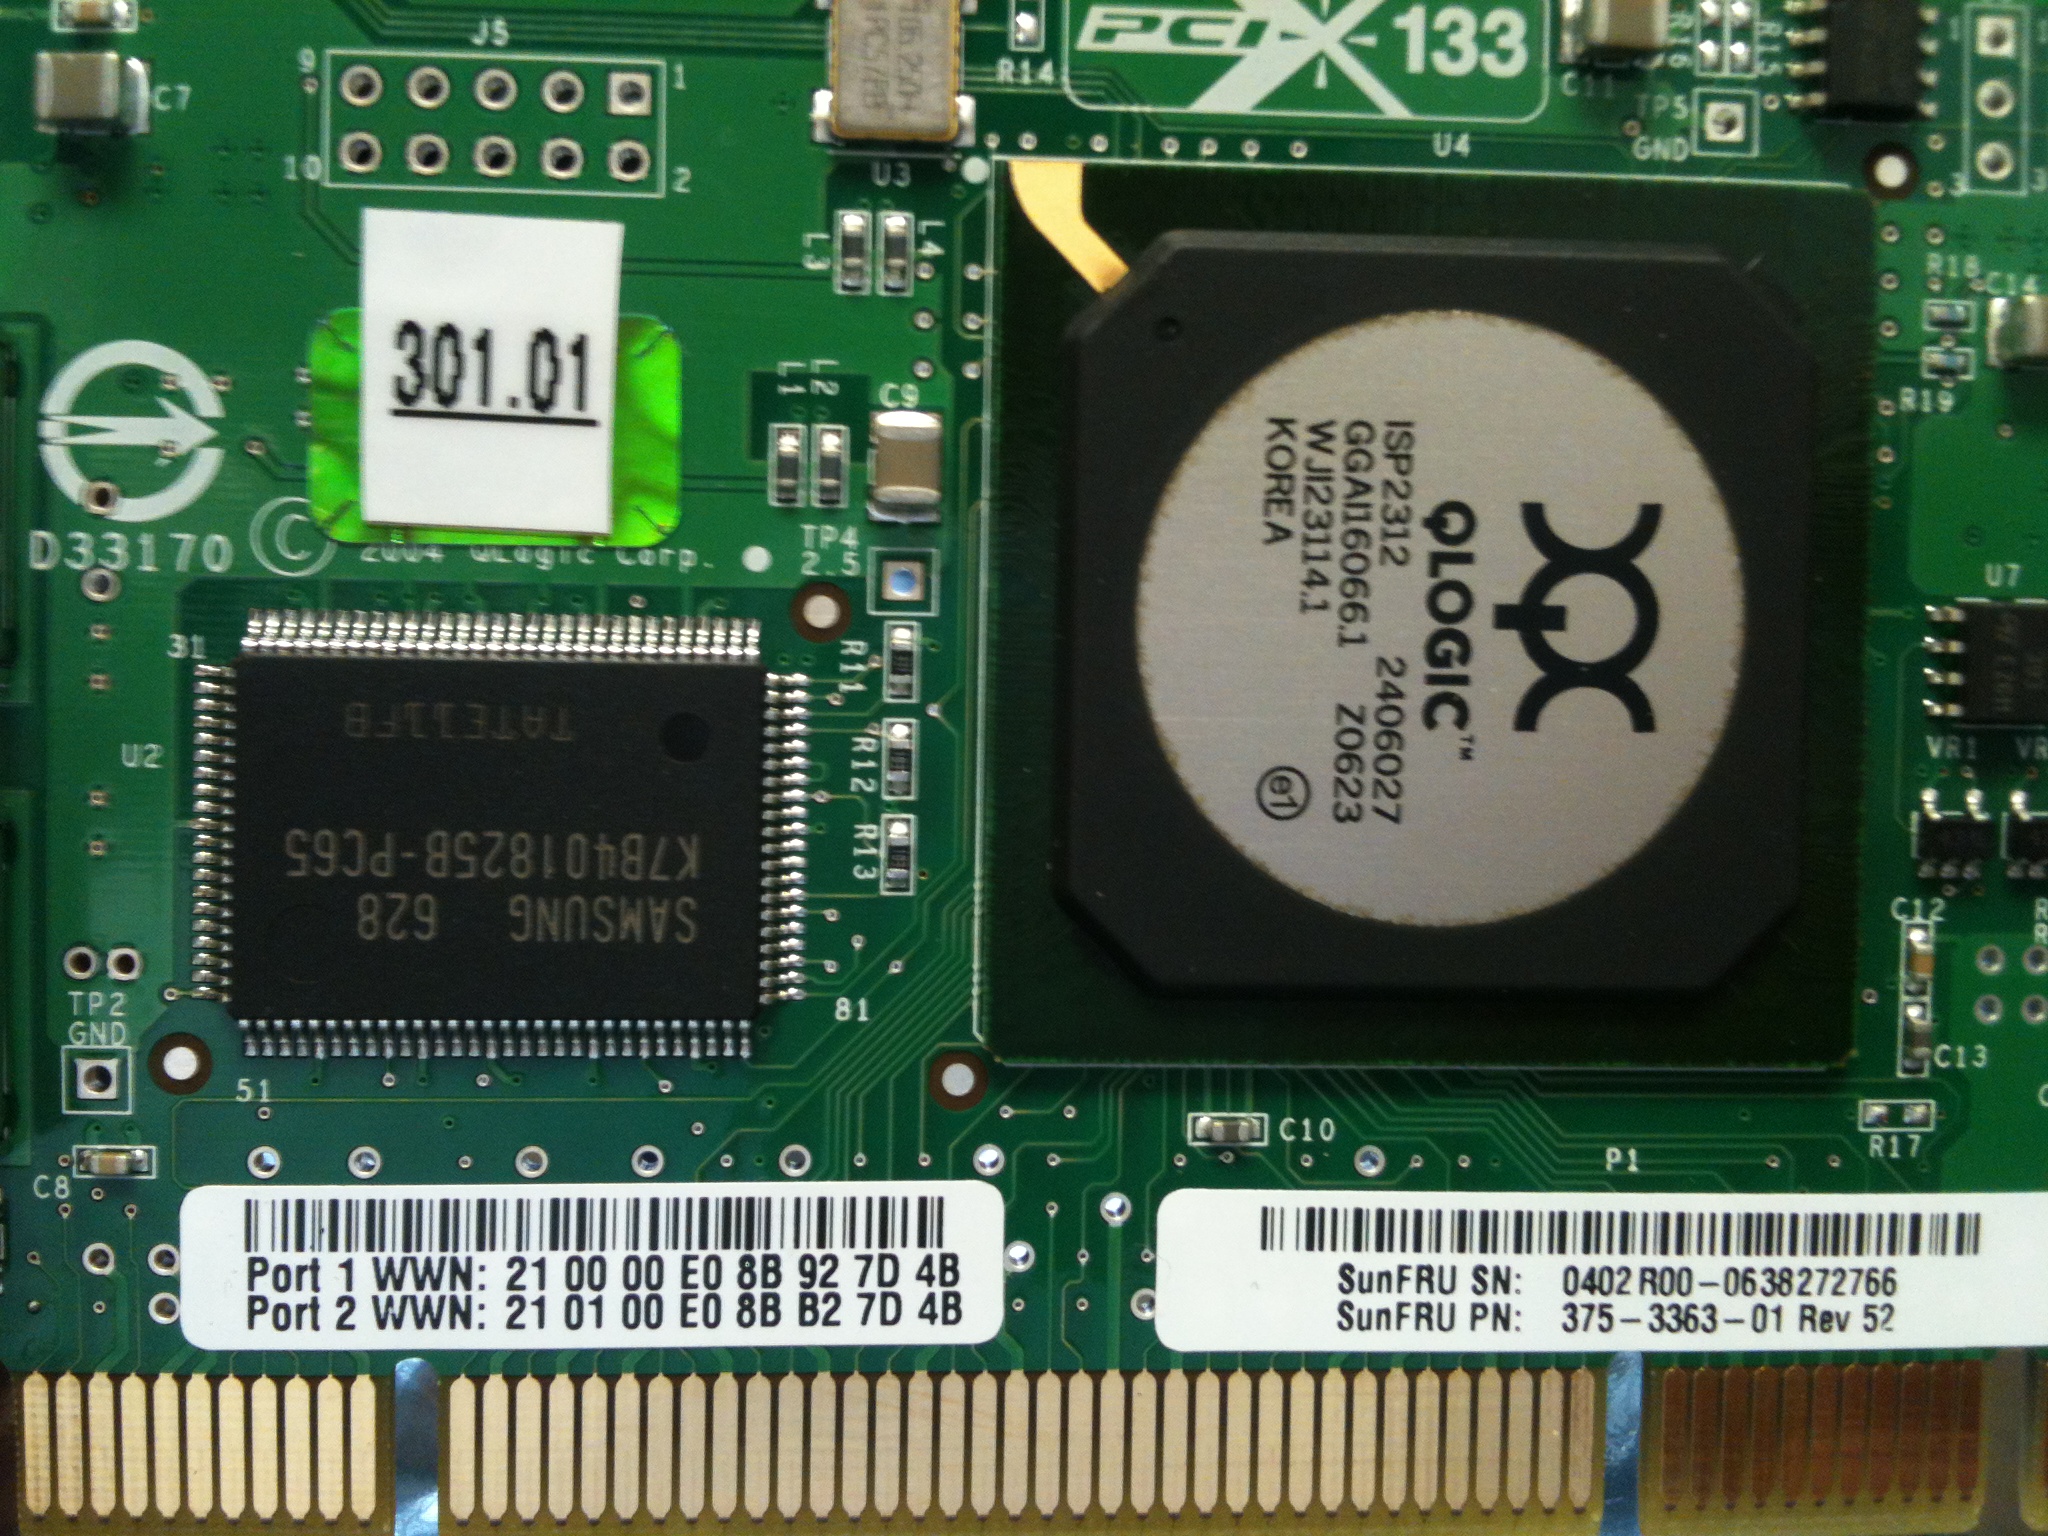 J5
9
1
10
2
C7
U3
R14
PCI X 133
C11
TP5
GND
U4
1
3
L3
L4
R18
C14
R19
301.01
L1
L2
C9
D33170
© 2004 QLogic Corp.
TP4
2.5
QLOGIC™
ISP2312 2406027
GGAI16066.1 Z0623
WJI23114.1
KOREA e1
U7
31
R11
R12
R13
U2
SAMSUNG 628
K7B401825B-PC65
TATE11FB
VR1
C12
C13
TP2
GND
81
51
C8
C10
P1
R17
Port 1 WWN: 21 00 00 E0 8B 92 7D 4B
Port 2 WWN: 21 01 00 E0 8B B2 7D 4B
SunFRU SN: 0402R00-0638272766
SunFRU PN: 375-3363-01 Rev 52